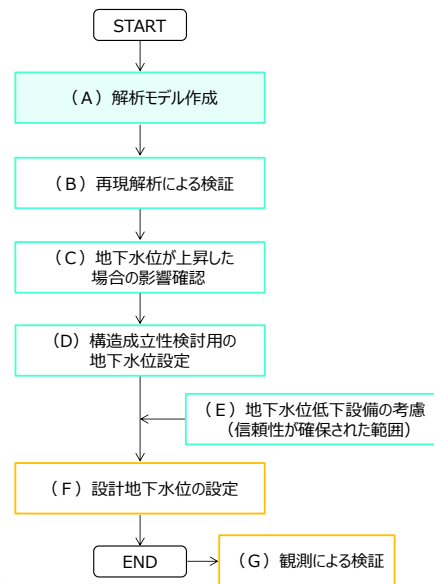 START
（A）解析モデル作成
（B）再現解析による検証
（C）地下水位が上昇した
場合の影響確認
（D）構造成立性検討用の
地下水位設定
（E）地下水位低下設備の考慮
（信頼性が確保された範囲）
（F）設計地下水位の設定
END
（G）観測による検証